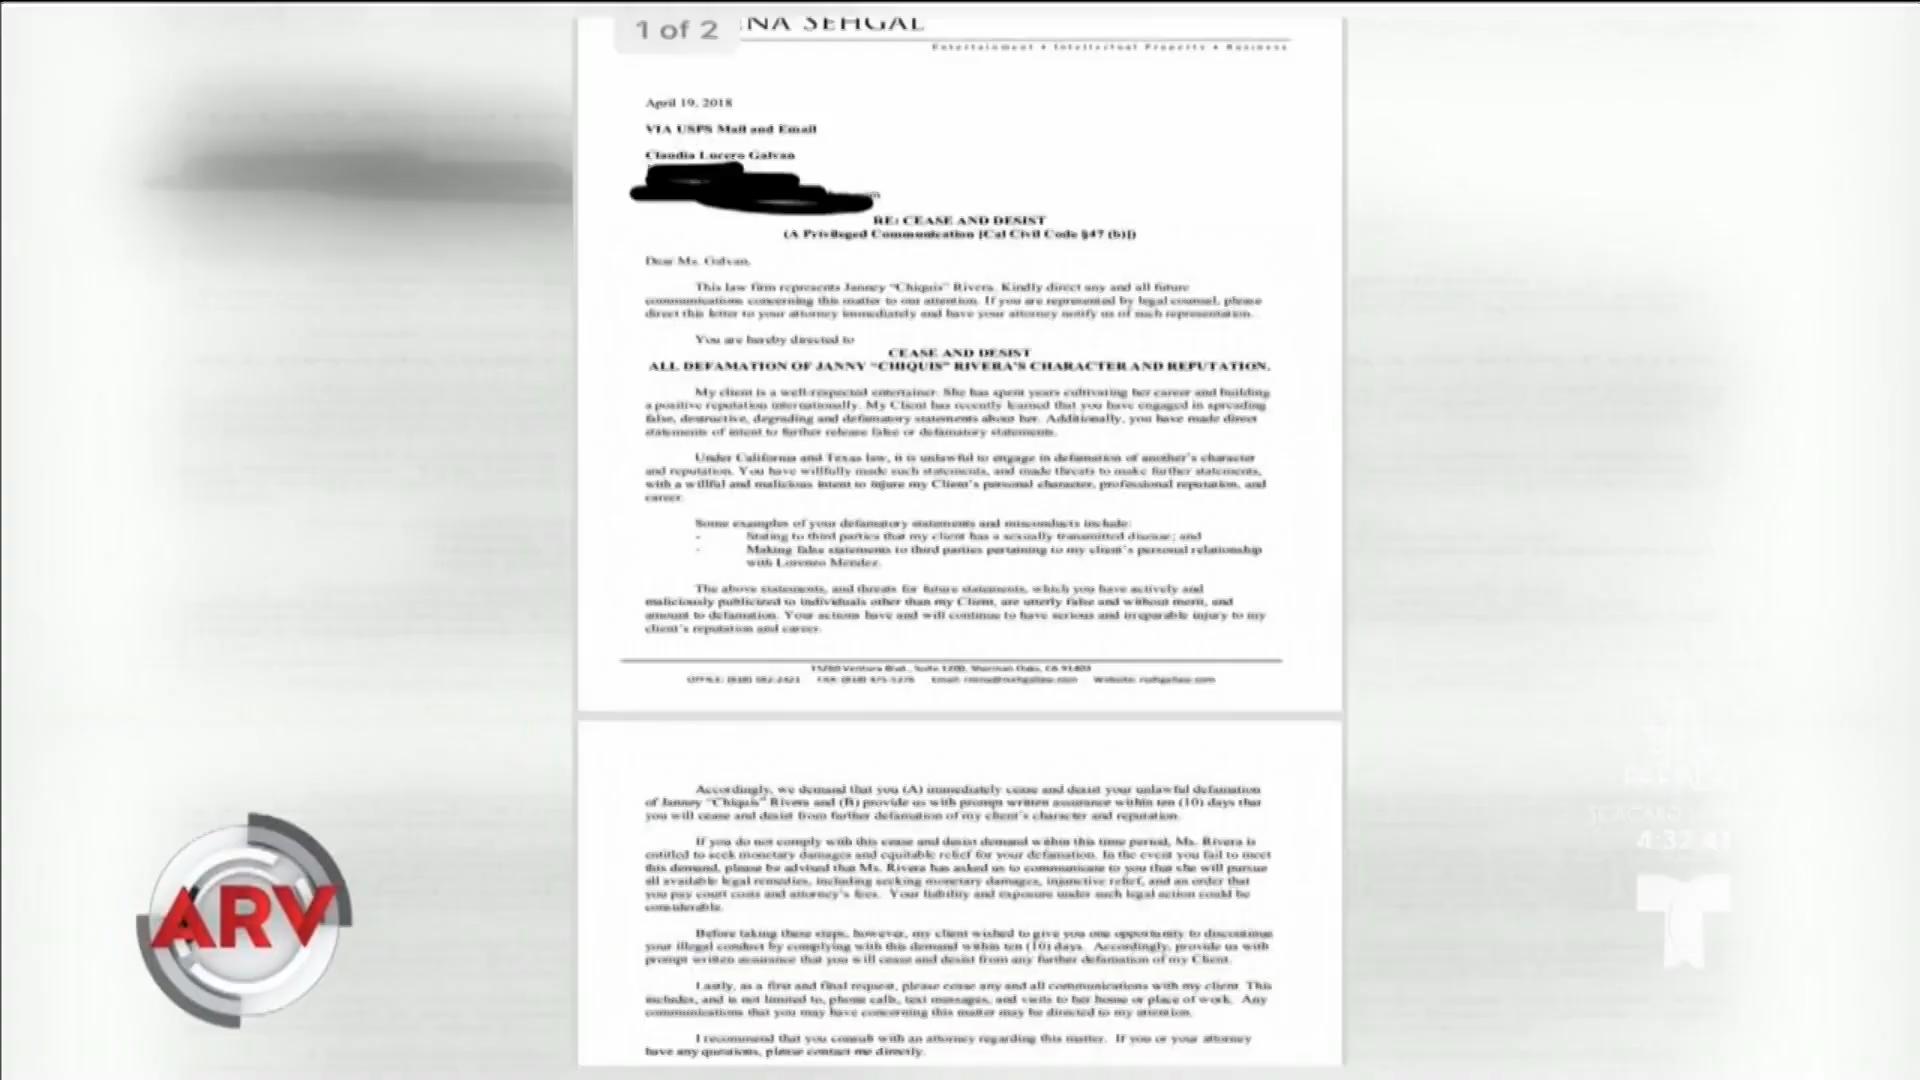 1 of 2
NA SEHGAL
Entertainment • Intellectual Property • Business
April 19, 2018
VIA USPS Mail and Email
Claudia Lucero Galvan
RE: CEASE AND DESIST
(A Privileged Communication [Cal Civil Code §47 (b)])
Dear Ms. Galvan,
This law firm represents Janney "Chiquis" Rivera. Kindly direct any and all future
communications concerning this matter to our attention. If you are represented by legal counsel, please
direct this letter to your attorney immediately and have your attorney notify us of such representation.
You are hereby directed to
CEASE AND DESIST
ALL DEFAMATION OF JANNY "CHIQUIS" RIVERA'S CHARACTER AND REPUTATION.
My client is a well-respected entertainer. She has spent years cultivating her career and building
a positive reputation internationally. My Client has recently learned that you have engaged in spreading
false, destructive, degrading and defamatory statements about her. Additionally, you have made direct
statements of intent to further release false or defamatory statements.
Under California and Texas law, it is unlawful to engage in defamation of another's character
and reputation. You have willfully made such statements, and made threats to make further statements,
with a willful and malicious intent to injure my Client's personal character, professional reputation, and
career.
Some examples of your defamatory statements and misconducts include:
- Stating to third parties that my client has a sexually transmitted disease; and
- Making false statements to third parties pertaining to my client's personal relationship
with Lorenzo Mendez.
The above statements, and threats for future statements, which you have actively and
maliciously publicized to individuals other than my Client, are utterly false and without merit, and
amount to defamation. Your actions have and will continue to have serious and irreparable injury to my
client's reputation and career.
Ventura Blvd., Suite 1200, Sherman Oaks, CA 91403
Accordingly, we demand that you (A) immediately cease and desist your unlawful defamation
of Janney "Chiquis" Rivera and (B) provide us with prompt written assurance within ten (10) days that
you will cease and desist from further defamation of my client's character and reputation.
If you do not comply with this cease and desist demand within this time period, Ms. Rivera is
entitled to seek monetary damages and equitable relief for your defamation. In the event you fail to meet
this demand, please be advised that Ms. Rivera has asked us to communicate to you that she will pursue
all available legal remedies, including seeking monetary damages, injunctive relief, and an order that
you pay court costs and attorney's fees. Your liability and exposure under such legal action could be
considerable.
Before taking these steps, however, my client wished to give you one opportunity to discontinue
your illegal conduct by complying with this demand within ten (10) days. Accordingly, provide us with
prompt written assurance that you will cease and desist from any further defamation of my Client.
Lastly, as a first and final request, please cease any and all communications with my client. This
includes, and is not limited to, phone calls, text messages, and visits to her home or place of work. Any
communications that you may have concerning this matter may be directed to my attention.
I recommend that you consult with an attorney regarding this matter. If you or your attorney
have any questions, please contact me directly.
ARV
4:32:41